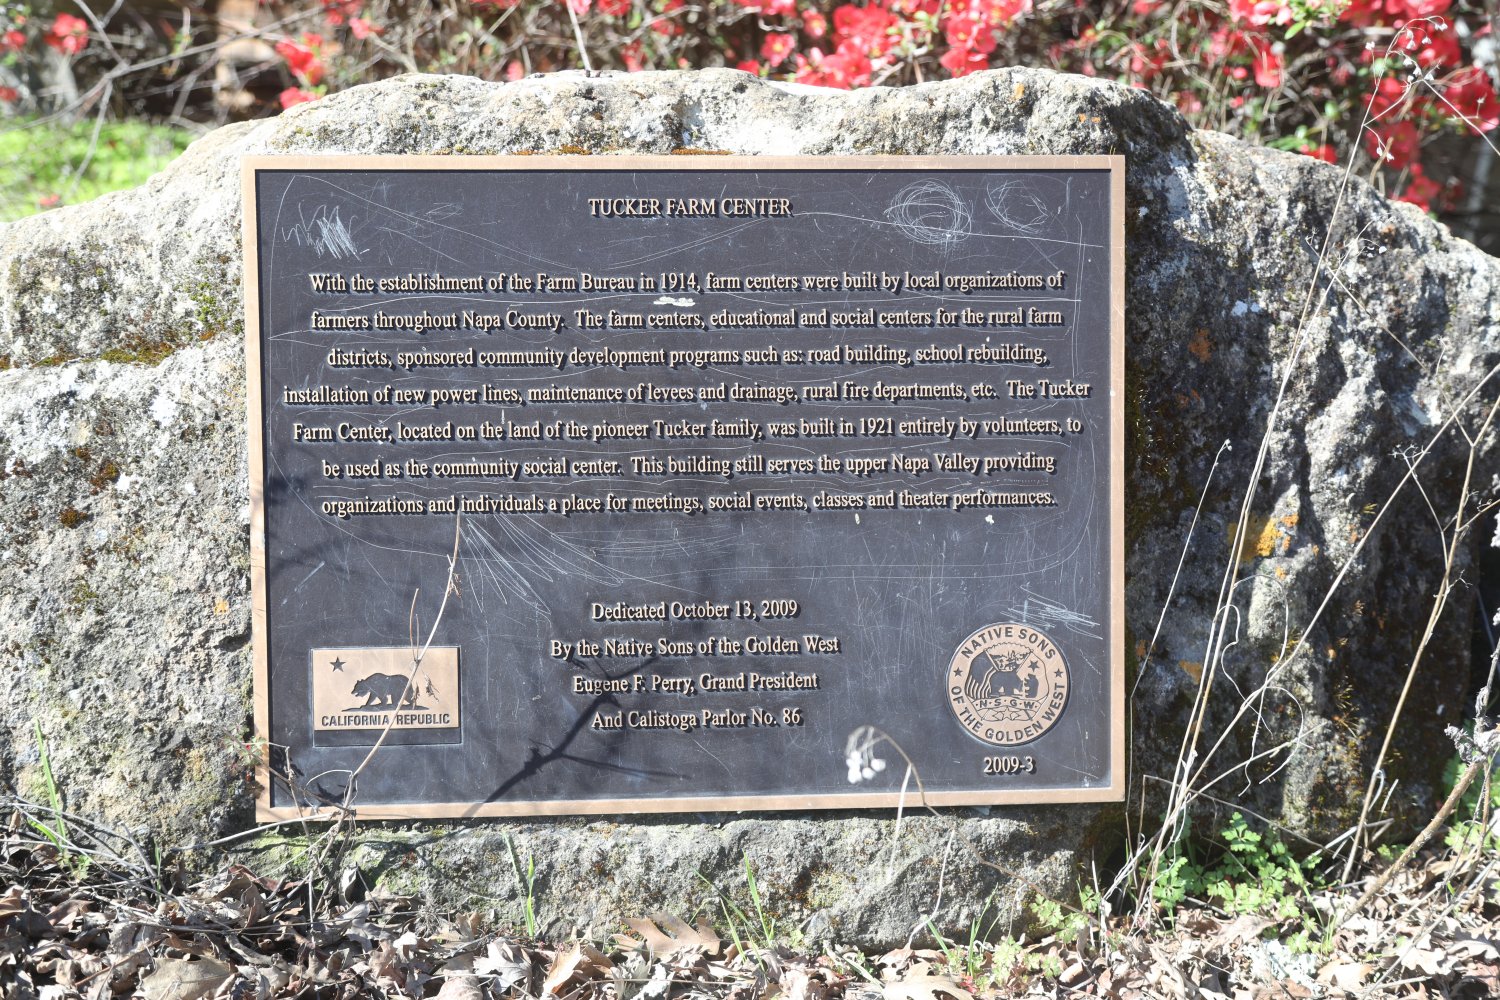 TUCKER FARM CENTER
With the establishment of the Farm Bureau in 1914, farm centers were built by local organizations of
farmers throughout Napa County. The farm centers, educational and social centers for the rural farm
districts, sponsored community development programs such as: road building, school rebuilding,
installation of new power lines, maintenance of levees and drainage, rural fire departments, etc. The Tucker
Farm Center, located on the land of the pioneer Tucker family, was built in 1921 entirely by volunteers, to
be used as the community social center. This building still serves the upper Napa Valley providing
organizations and individuals a place for meetings, social events, classes and theater performances.
Dedicated October 13, 2009
By the Native Sons of the Golden West
Eugene F. Perry, Grand President
And Calistoga Parlor No. 86
CALIFORNIA REPUBLIC
NATIVE SONS
OF THE GOLDEN WEST
N.S.G.W.
2009-3